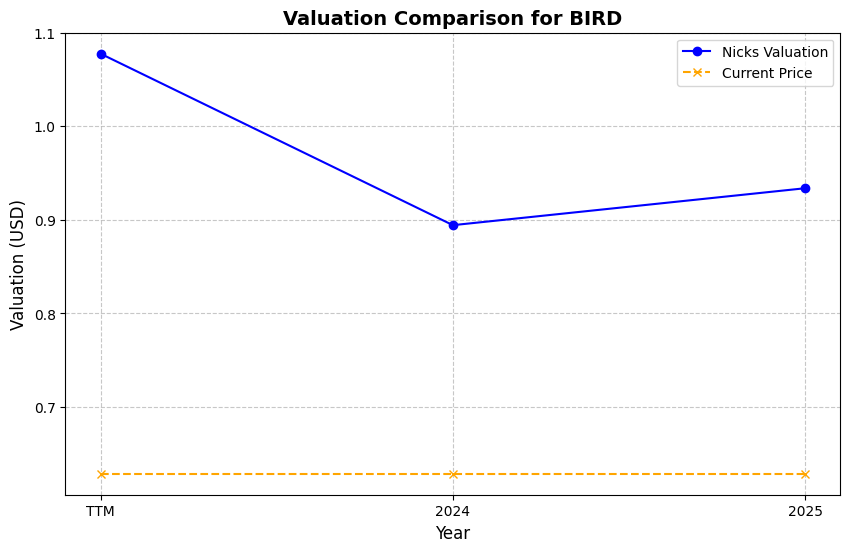 Valuation Comparison for BIRD
Nicks Valuation
Current Price
1.1
1.0
0.9
0.8
0.7
Valuation (USD)
TTM
2024
2025
Year